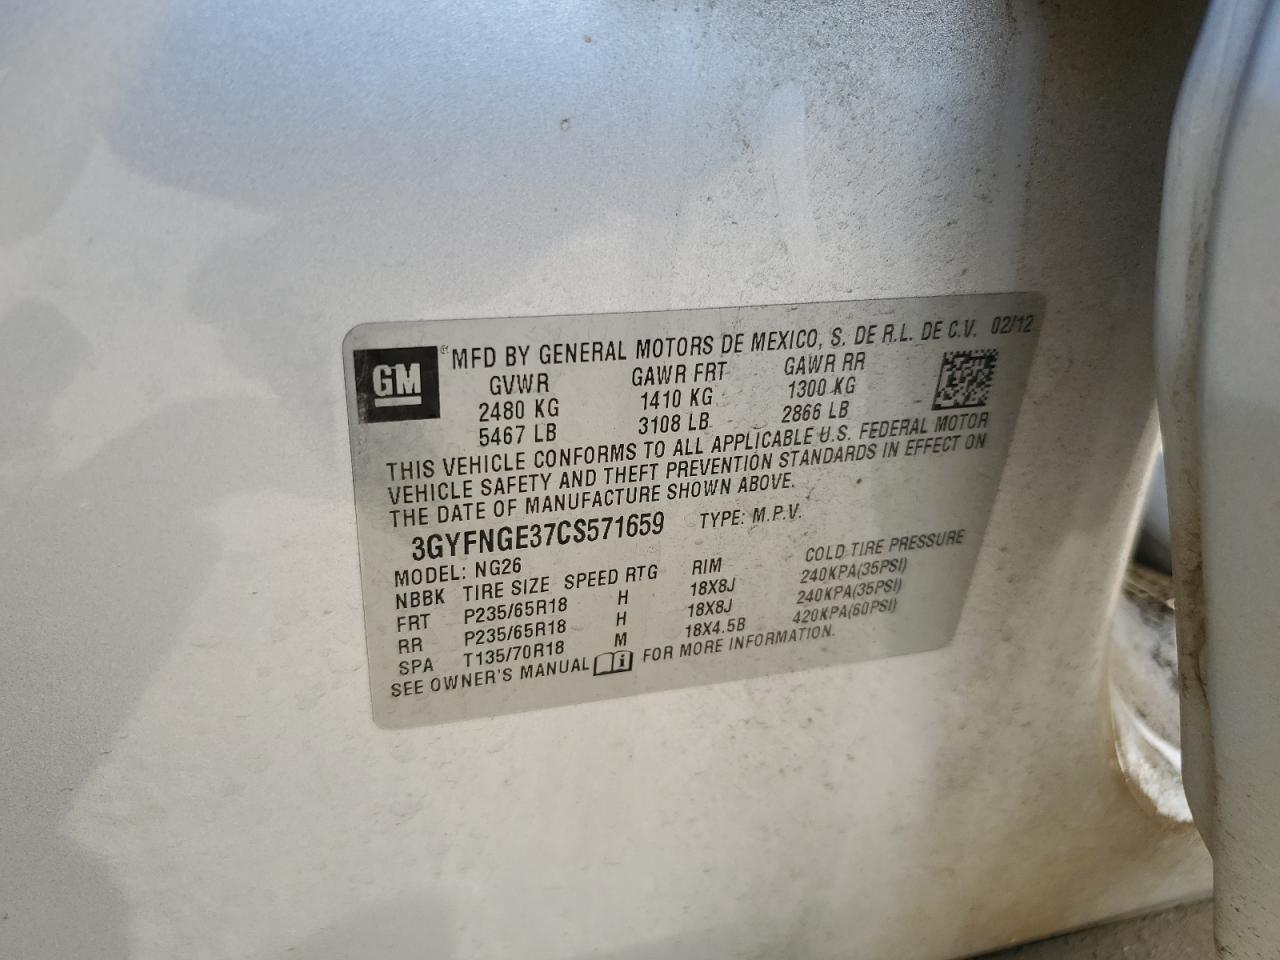 GM ® MFD BY GENERAL MOTORS DE MEXICO, S. DE R.L. DE C.V. 02/12
GVWR GAWR FRT GAWR RR
2480 KG 1410 KG 1300 KG
5467 LB 3108 LB 2866 LB
THIS VEHICLE CONFORMS TO ALL APPLICABLE U.S. FEDERAL MOTOR
VEHICLE SAFETY AND THEFT PREVENTION STANDARDS IN EFFECT ON
THE DATE OF MANUFACTURE SHOWN ABOVE.
3GYFNGE37CS571659 TYPE: M.P.V.
MODEL: NG26
NBBK TIRE SIZE SPEED RTG RIM COLD TIRE PRESSURE
FRT P235/65R18 H 18X8J 240KPA(35PSI)
RR P235/65R18 H 18X8J 240KPA(35PSI)
SPA T135/70R18 M 18X4.5B 420KPA(60PSI)
SEE OWNER'S MANUAL FOR MORE INFORMATION.